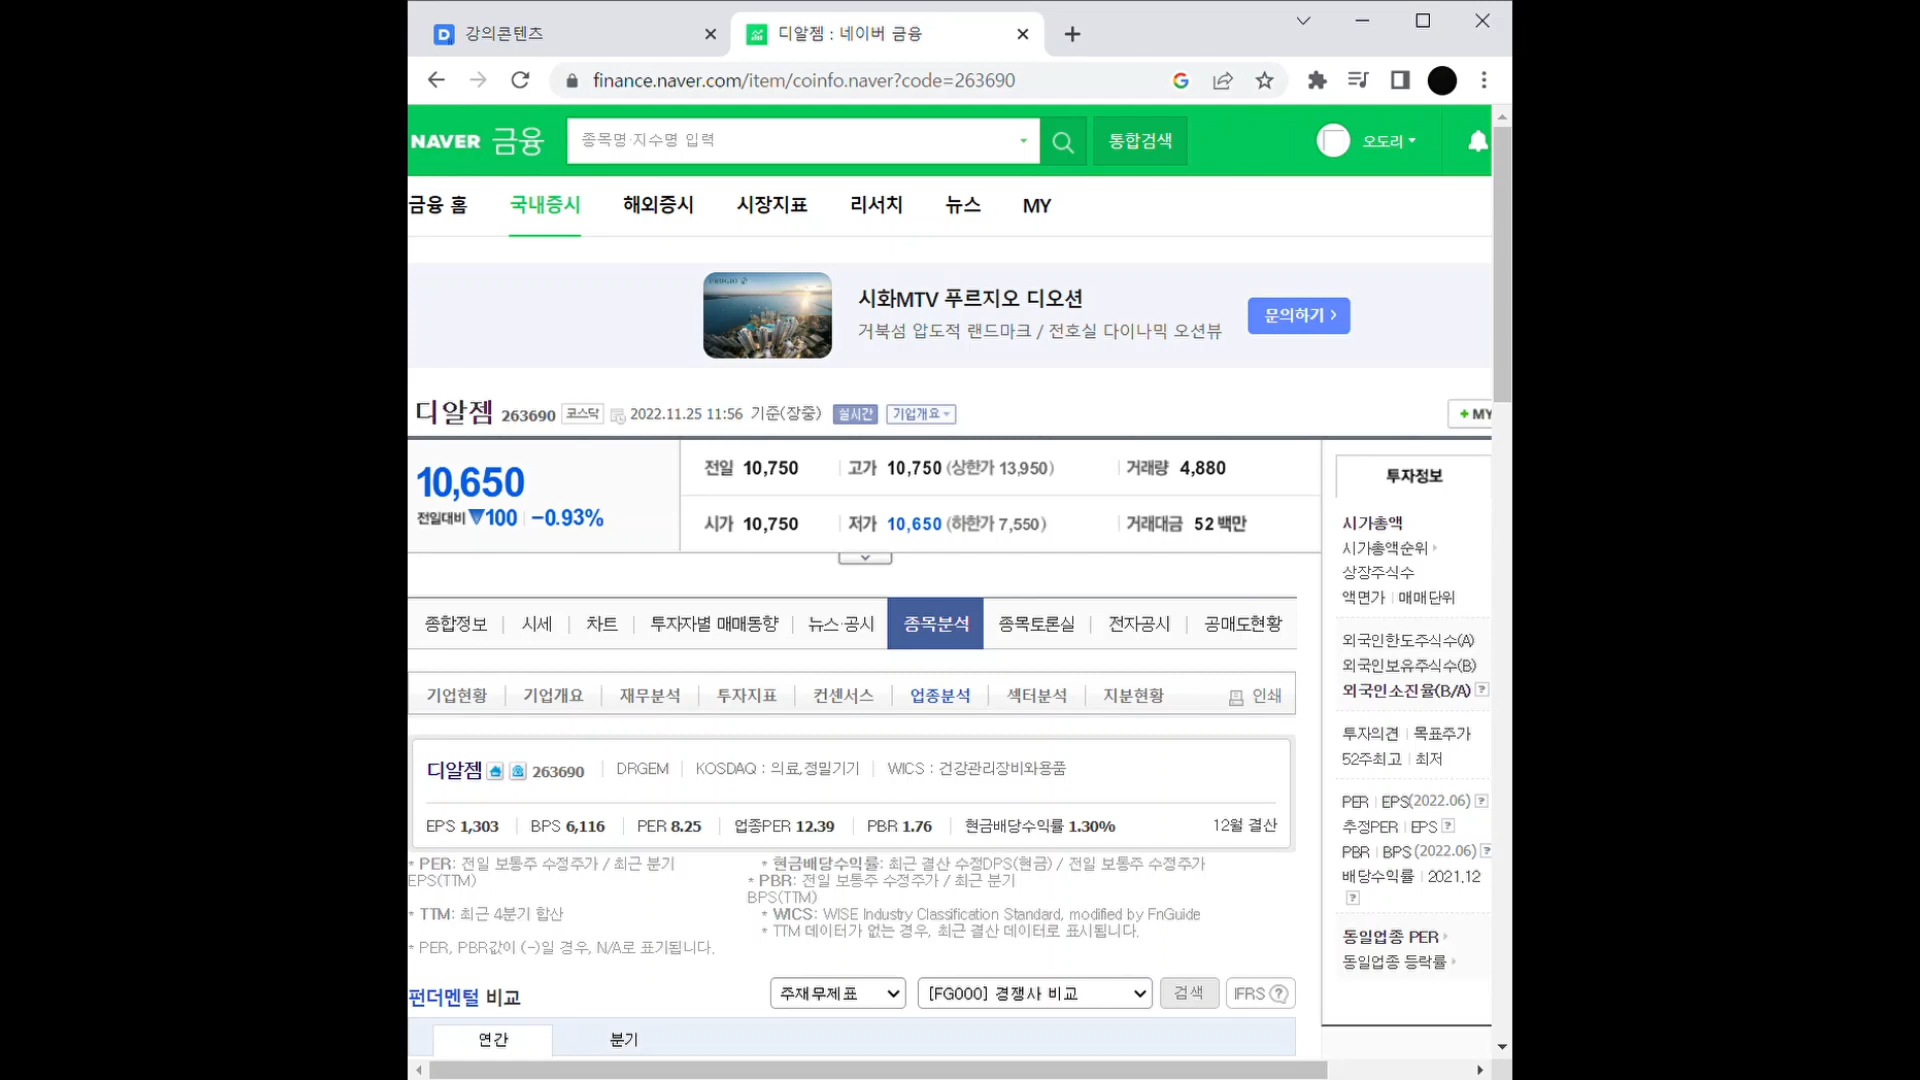 강의콘텐츠
디알젬 : 네이버 금융
finance.naver.com/item/coinfo.naver?code=263690
NAVER 금융
종목명·지수명 입력
통합검색
오도리
금융 홈 국내증시 해외증시 시장지표 리서치 뉴스 MY
시화MTV 푸르지오 디오션
거북섬 압도적 랜드마크 / 전호실 다이나믹 오션뷰
문의하기 >
디알젬 263690 코스닥 2022.11.25 11:56 기준(장중) 실시간 기업개요
+ MY
10,650
전일대비 ▼100 -0.93%
전일 10,750 고가 10,750 (상한가 13,950) 거래량 4,880
시가 10,750 저가 10,650 (하한가 7,550) 거래대금 52 백만
종합정보 시세 차트 투자자별 매매동향 뉴스·공시 종목분석 종목토론실 전자공시 공매도현황
기업현황 기업개요 재무분석 투자지표 컨센서스 업종분석 섹터분석 지분현황 인쇄
디알젬 263690 DRGEM KOSDAQ : 의료,정밀기기 WICS : 건강관리장비와용품
EPS 1,303 BPS 6,116 PER 8.25 업종PER 12.39 PBR 1.76 현금배당수익률 1.30% 12월 결산
* PER: 전일 보통주 수정주가 / 최근 분기
EPS(TTM)
* TTM: 최근 4분기 합산
* PER, PBR값이 (-)일 경우, N/A로 표기됩니다.
* 현금배당수익률: 최근 결산 수정DPS(현금) / 전일 보통주 수정주가
* PBR: 전일 보통주 수정주가 / 최근 분기
BPS(TTM)
* WICS: WISE Industry Classification Standard, modified by FnGuide
* TTM 데이터가 없는 경우, 최근 결산 데이터로 표시됩니다.
펀더멘털 비교
주재무제표
[FG000] 경쟁사 비교
검색
IFRS ?
연간 분기
투자정보
시가총액
시가총액순위
상장주식수
액면가 매매단위
외국인한도주식수(A)
외국인보유주식수(B)
외국인소진율(B/A) ?
투자의견 목표주가
52주최고 최저
PER EPS(2022.06) ?
추정PER EPS ?
PBR BPS (2022.06) ?
배당수익률 2021.12
?
동일업종 PER
동일업종 등락률